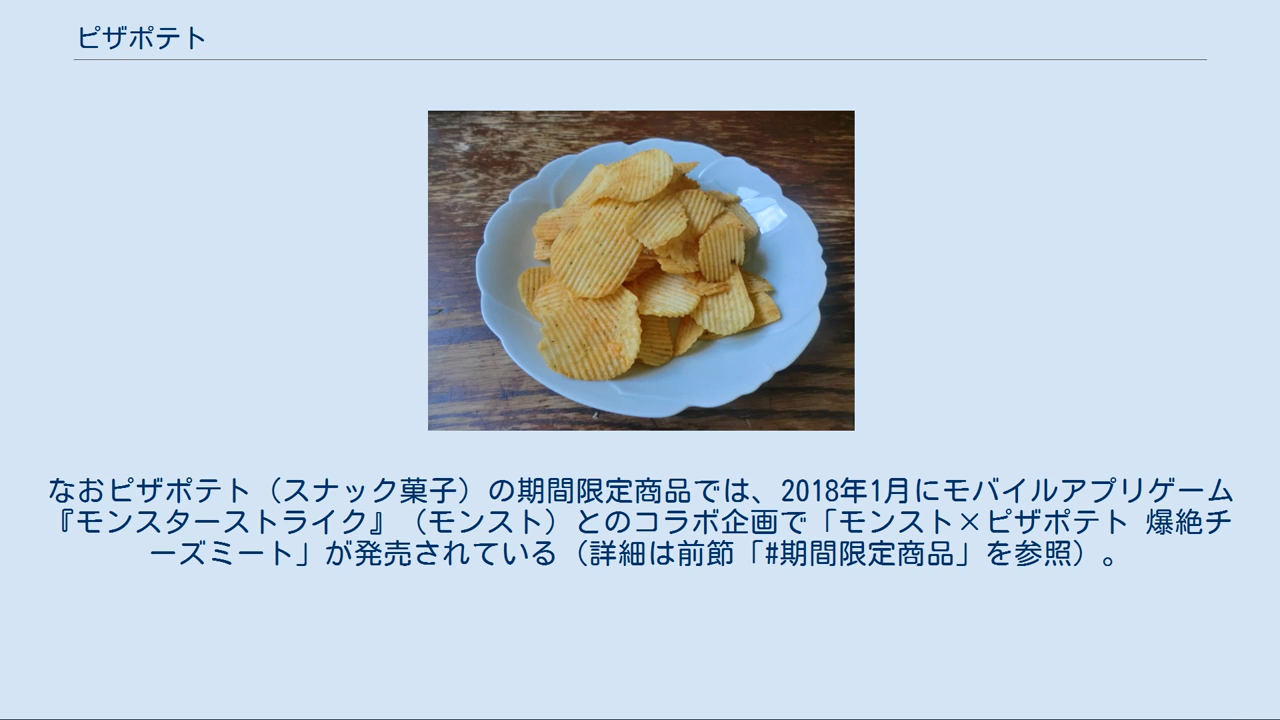 ピザポテト
なおピザポテト（スナック菓子）の期間限定商品では、2018年1月にモバイルアプリゲーム
『モンスターストライク』（モンスト）とのコラボ企画で「モンスト×ピザポテト 爆絶チ
ーズミート」が発売されている（詳細は前節「#期間限定商品」を参照）。